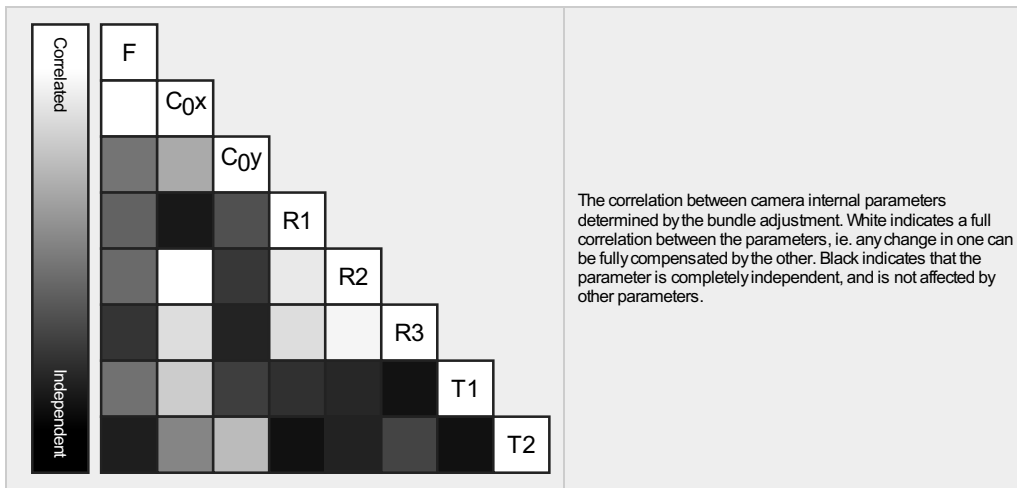 Correlated
Independent
F
C0x
C0y
R1
R2
R3
T1
T2
The correlation between camera internal parameters
determined by the bundle adjustment. White indicates a full
correlation between the parameters, ie. any change in one can
be fully compensated by the other. Black indicates that the
parameter is completely independent, and is not affected by
other parameters.